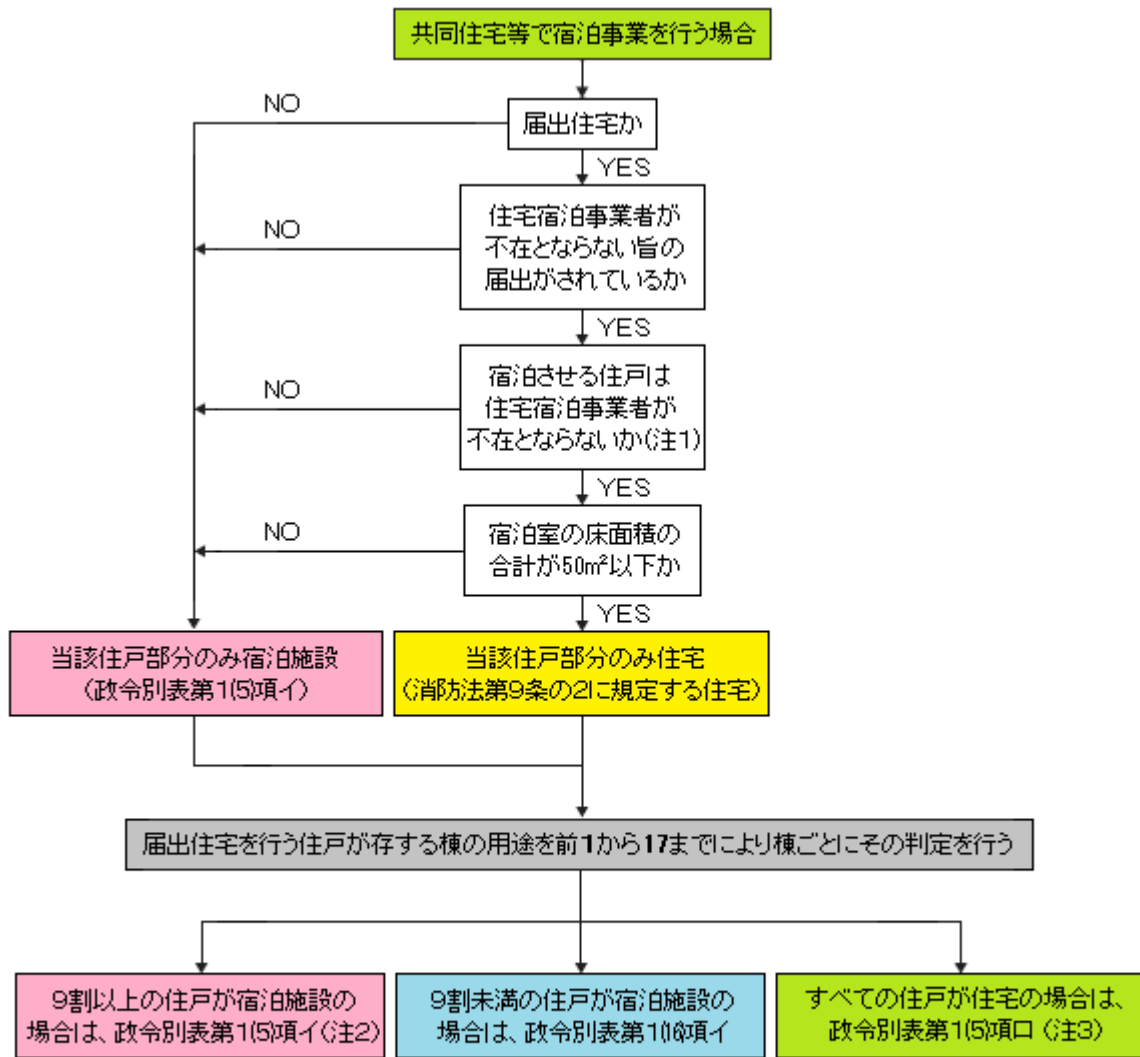 共同住宅等で宿泊事業を行う場合
NO
届出住宅か
YES
NO
住宅宿泊事業者が
不在とならない旨の
届出がされているか
YES
NO
宿泊させる住戸は
住宅宿泊事業者が
不在とならないか(注1)
YES
NO
宿泊室の床面積の
合計が50㎡以下か
YES
当該住戸部分のみ宿泊施設
(政令別表第1(5)項イ)
当該住戸部分のみ住宅
(消防法第9条の2に規定する住宅)
届出住宅を行う住戸が存する棟の用途を前1から17までにより棟ごとにその判定を行う
9割以上の住戸が宿泊施設の
場合は、政令別表第1(5)項イ(注2)
9割未満の住戸が宿泊施設の
場合は、政令別表第1(16)項イ
すべての住戸が住宅の場合は、
政令別表第1(5)項ロ (注3)